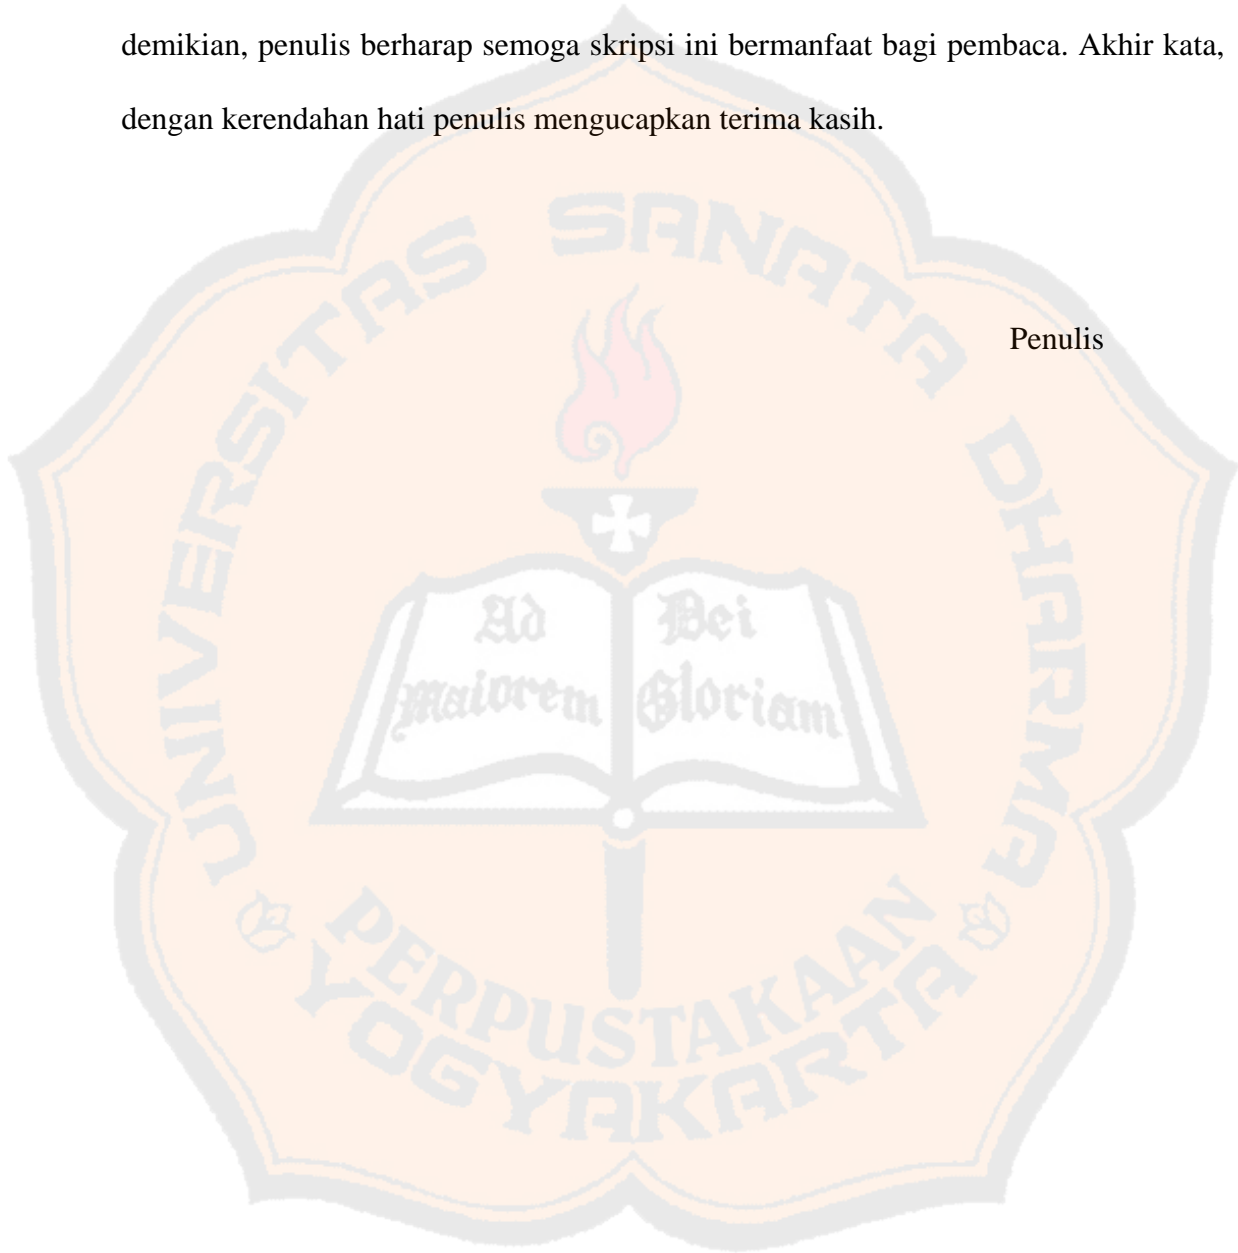 demikian, penulis berharap semoga skripsi ini bermanfaat bagi pembaca. Akhir kata,
dengan kerendahan hati penulis mengucapkan terima kasih.
Penulis
UNIVERSITAS SANATA DHARMA
Ad Dei
Maiorem Gloriam
PERPUSTAKAAN
YOGYAKARTA